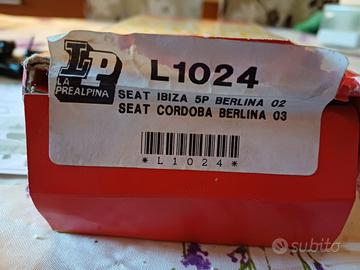 LP
LA
PREALPINA
L1024
SEAT IBIZA 5P BERLINA 02
SEAT CORDOBA BERLINA 03
*L1024*
subito